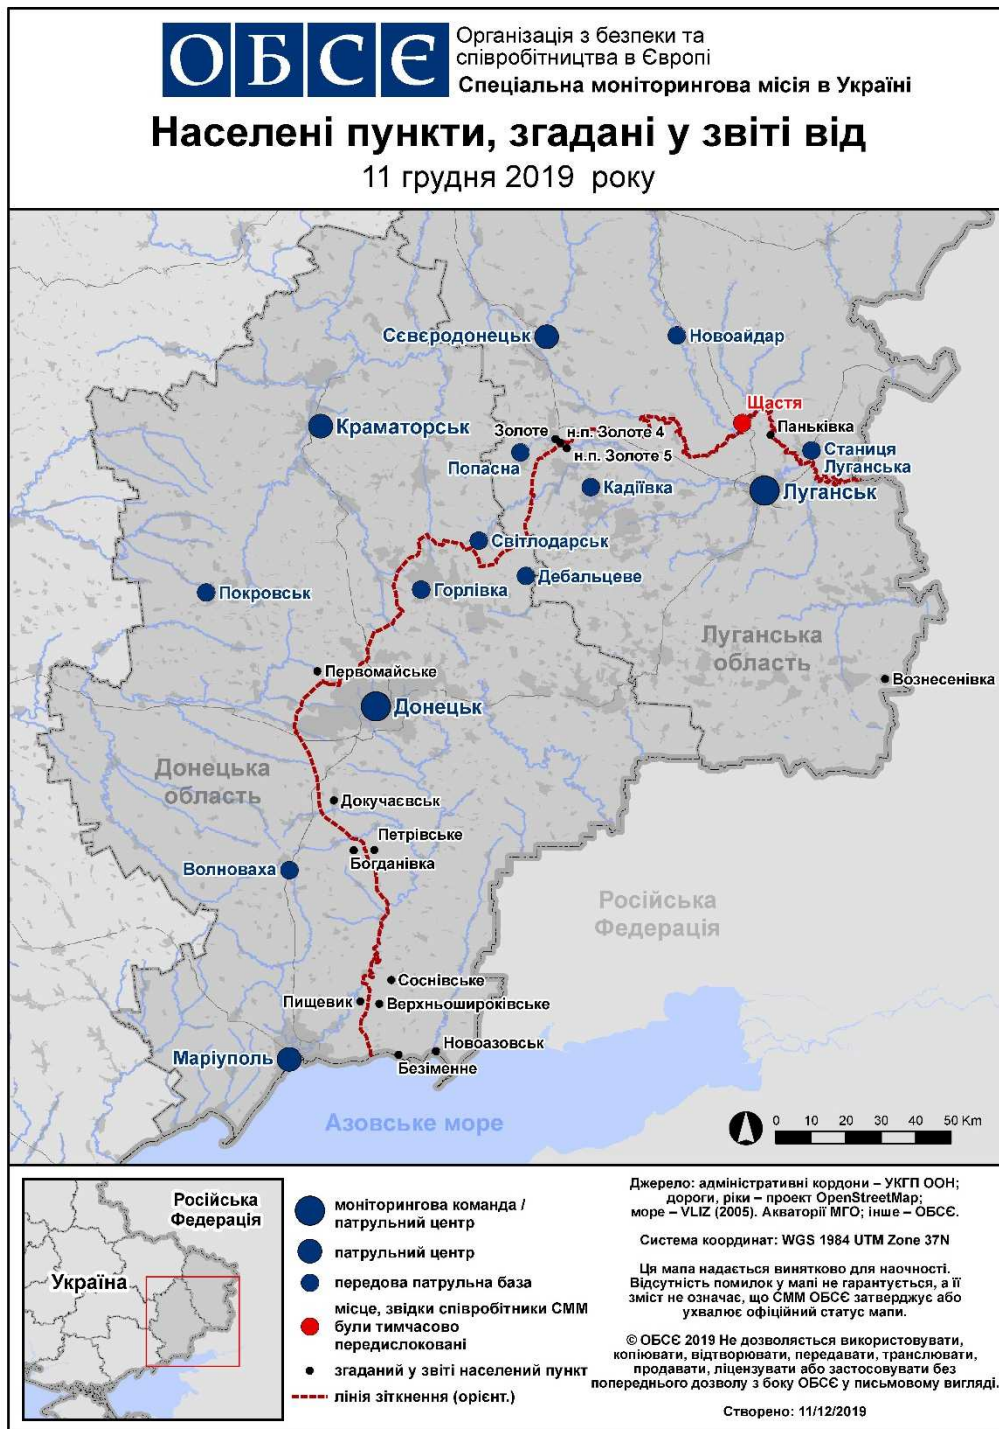 ОБСЄ
Організація з безпеки та
співробітництва в Європі
Спеціальна моніторингова місія в Україні
Населені пункти, згадані у звіті від
11 грудня 2019 року
Сєвєродонецьк
Новоайдар
Щастя
Краматорськ
Золоте
н.п. Золоте 4
Паньківка
н.п. Золоте 5
Станиця
Луганська
Попасна
Кадіївка
Луганськ
Світлодарськ
Дебальцеве
Покровськ
Горлівка
Луганська
область
Первомайське
Вознесенівка
Донецьк
Донецька
область
Докучаєвськ
Петрівське
Богданівка
Волноваха
Російська
Федерація
Соснівське
Пищевик
Верхньошироківське
Новоазовськ
Маріуполь
Безіменне
Азовське море
0 10 20 30 40 50 Км
Російська
Федерація
Україна
моніторингова команда /
патрульний центр
патрульний центр
передова патрульна база
місце, звідки співробітники СММ
були тимчасово
передислоковані
згаданий у звіті населений пункт
лінія зіткнення (орієнт.)
Джерело: адміністративні кордони – УКГП ООН;
дороги, ріки – проект OpenStreetMap;
море – VLIZ (2005). Акваторії МГО; інше – ОБСЄ.
Система координат: WGS 1984 UTM Zone 37N
Ця мапа надається винятково для наочності.
Відсутність помилок у мапі не гарантується, а її
зміст не означає, що СММ ОБСЄ затверджує або
ухвалює офіційний статус мапи.
© ОБСЄ 2019 Не дозволяється використовувати,
копіювати, відтворювати, передавати, транслювати,
продавати, ліцензувати або застосовувати без
попереднього дозволу з боку ОБСЄ у письмовому вигляді.
Створено: 11/12/2019